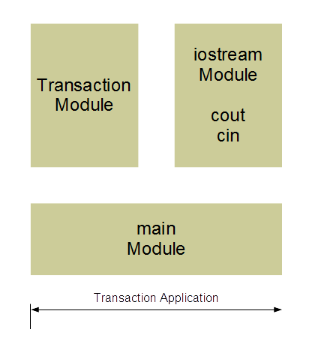 Transaction
Module
iostream
Module
cout
cin
main
Module
Transaction Application